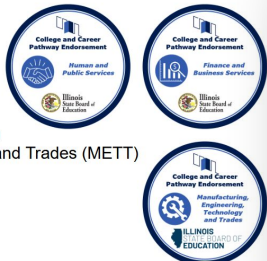 College and Career
Pathway Endorsement
Human and
Public Services
Illinois
State Board of
Education
College and Career
Pathway Endorsement
Finance and
Business Services
Illinois
State Board of
Education
and Trades (METT)
College and Career
Pathway Endorsement
Manufacturing,
Engineering,
Technology
and Trades
ILLINOIS
STATE BOARD OF
EDUCATION